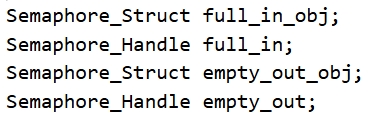 Semaphore_Struct full_in_obj;
Semaphore_Handle full_in;
Semaphore_Struct empty_out_obj;
Semaphore_Handle empty_out;